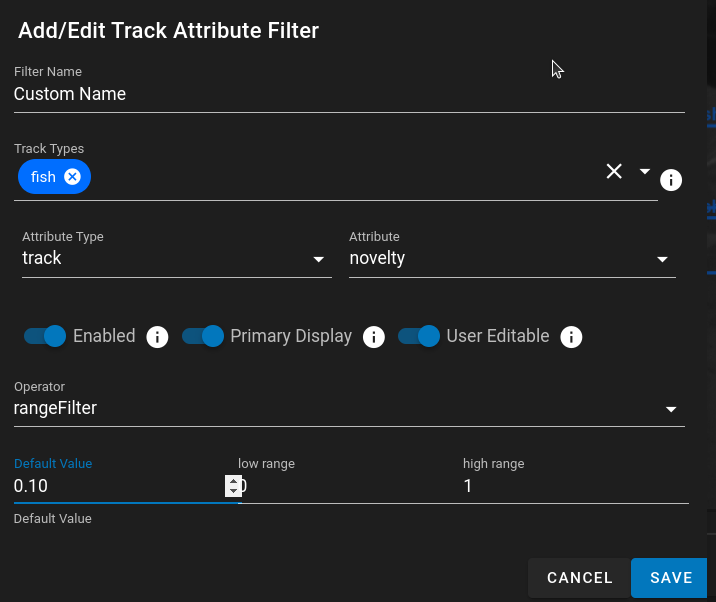 Add/Edit Track Attribute Filter
Filter Name
Custom Name
Track Types
fish
Attribute Type
Attribute
track
novelty
Enabled
Primary Display
User Editable
Operator
rangeFilter
Default Value
low range
high range
0.10
0
1
Default Value
CANCEL
SAVE